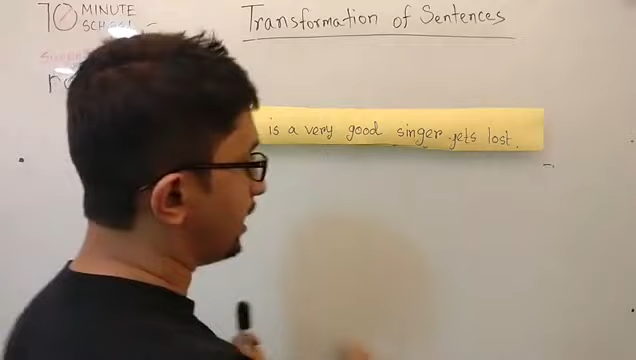 10 MINUTE
SCHOOL
Transformation of Sentences
is a very good singer gets lost.